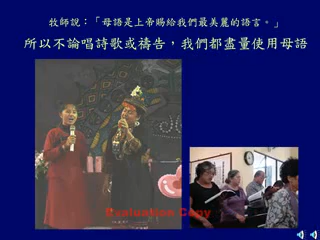 牧師說：「母語是上帝賜給我們最美麗的語言。」
所以不論唱詩歌或禱告，我們都盡量使用母語
Evaluation Copy